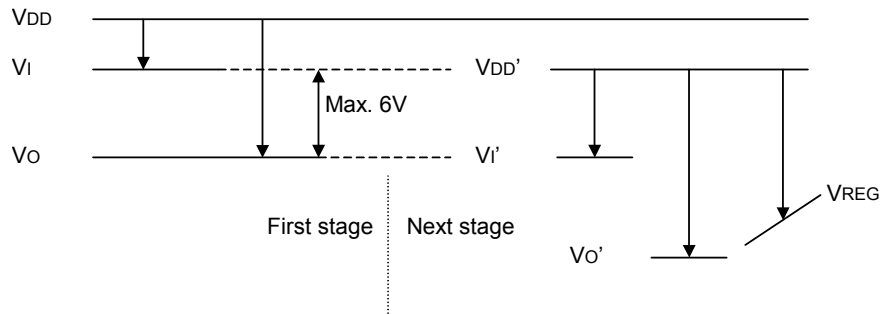 VDD
VI VDD’
Max. 6V
VO VI’
VREG
First stage Next stage
VO’